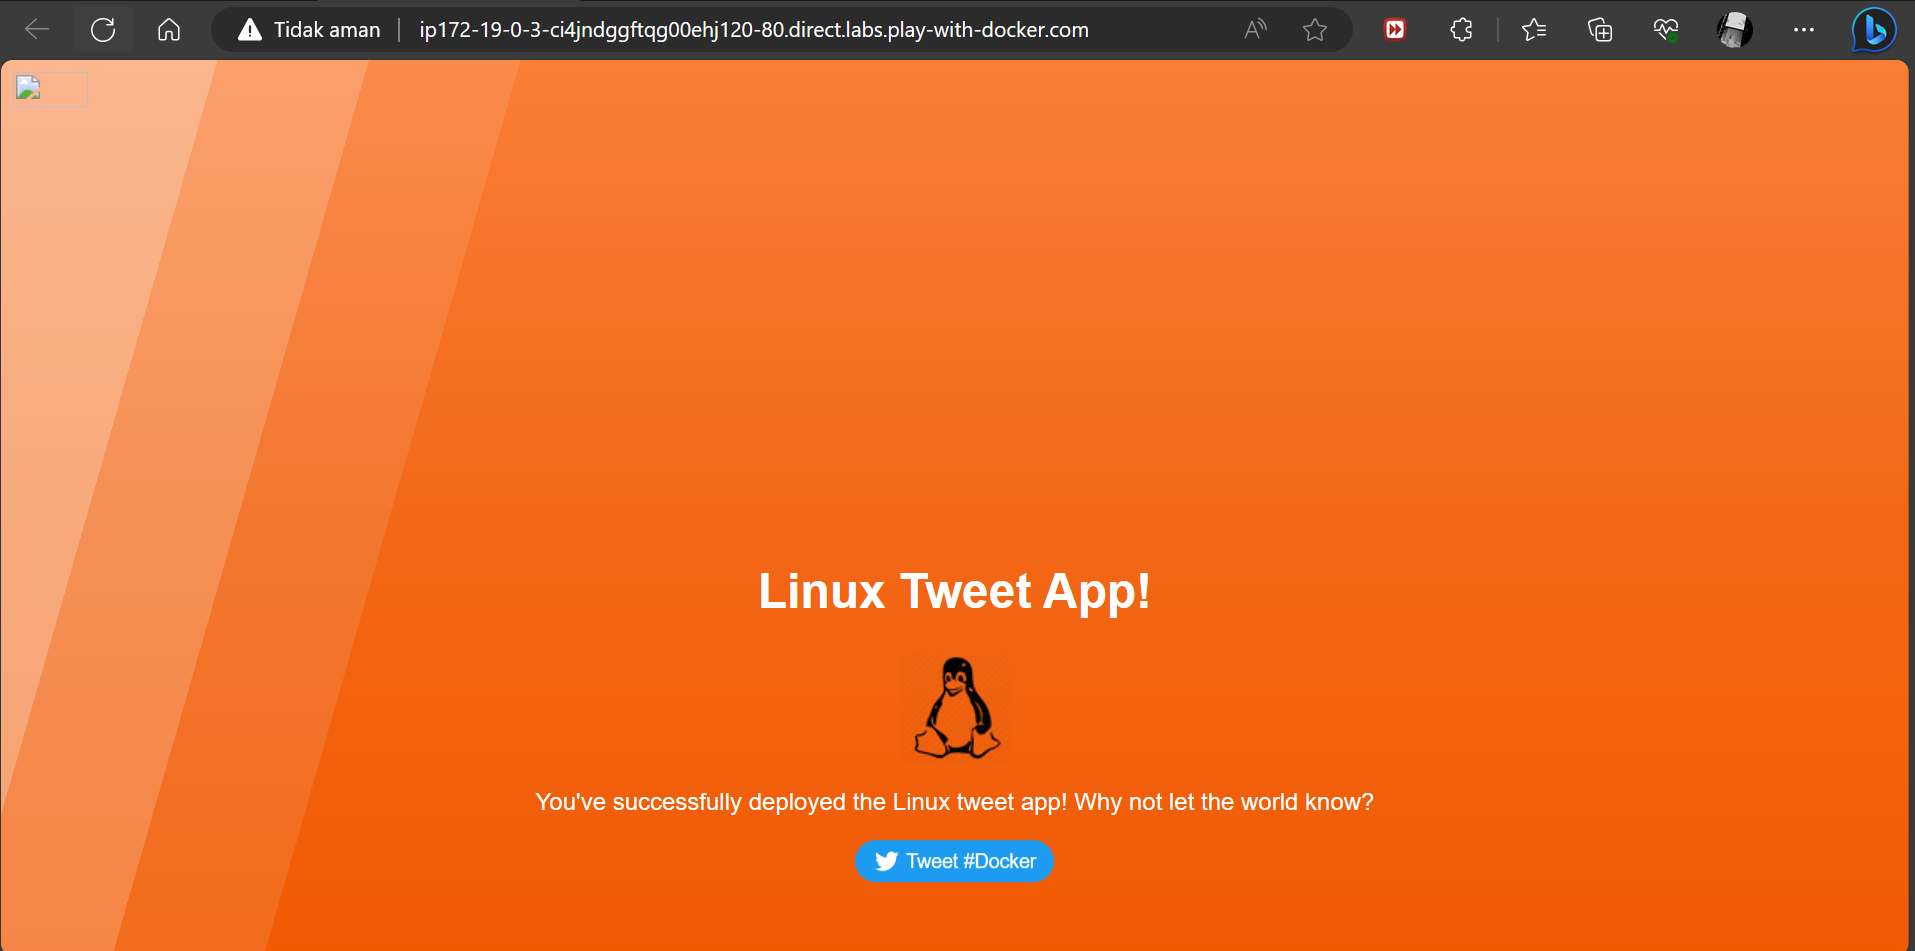 Tidak aman
ip172-19-0-3-ci4jndggftqg00ehj120-80.direct.labs.play-with-docker.com
Linux Tweet App!
You've successfully deployed the Linux tweet app! Why not let the world know?
Tweet #Docker